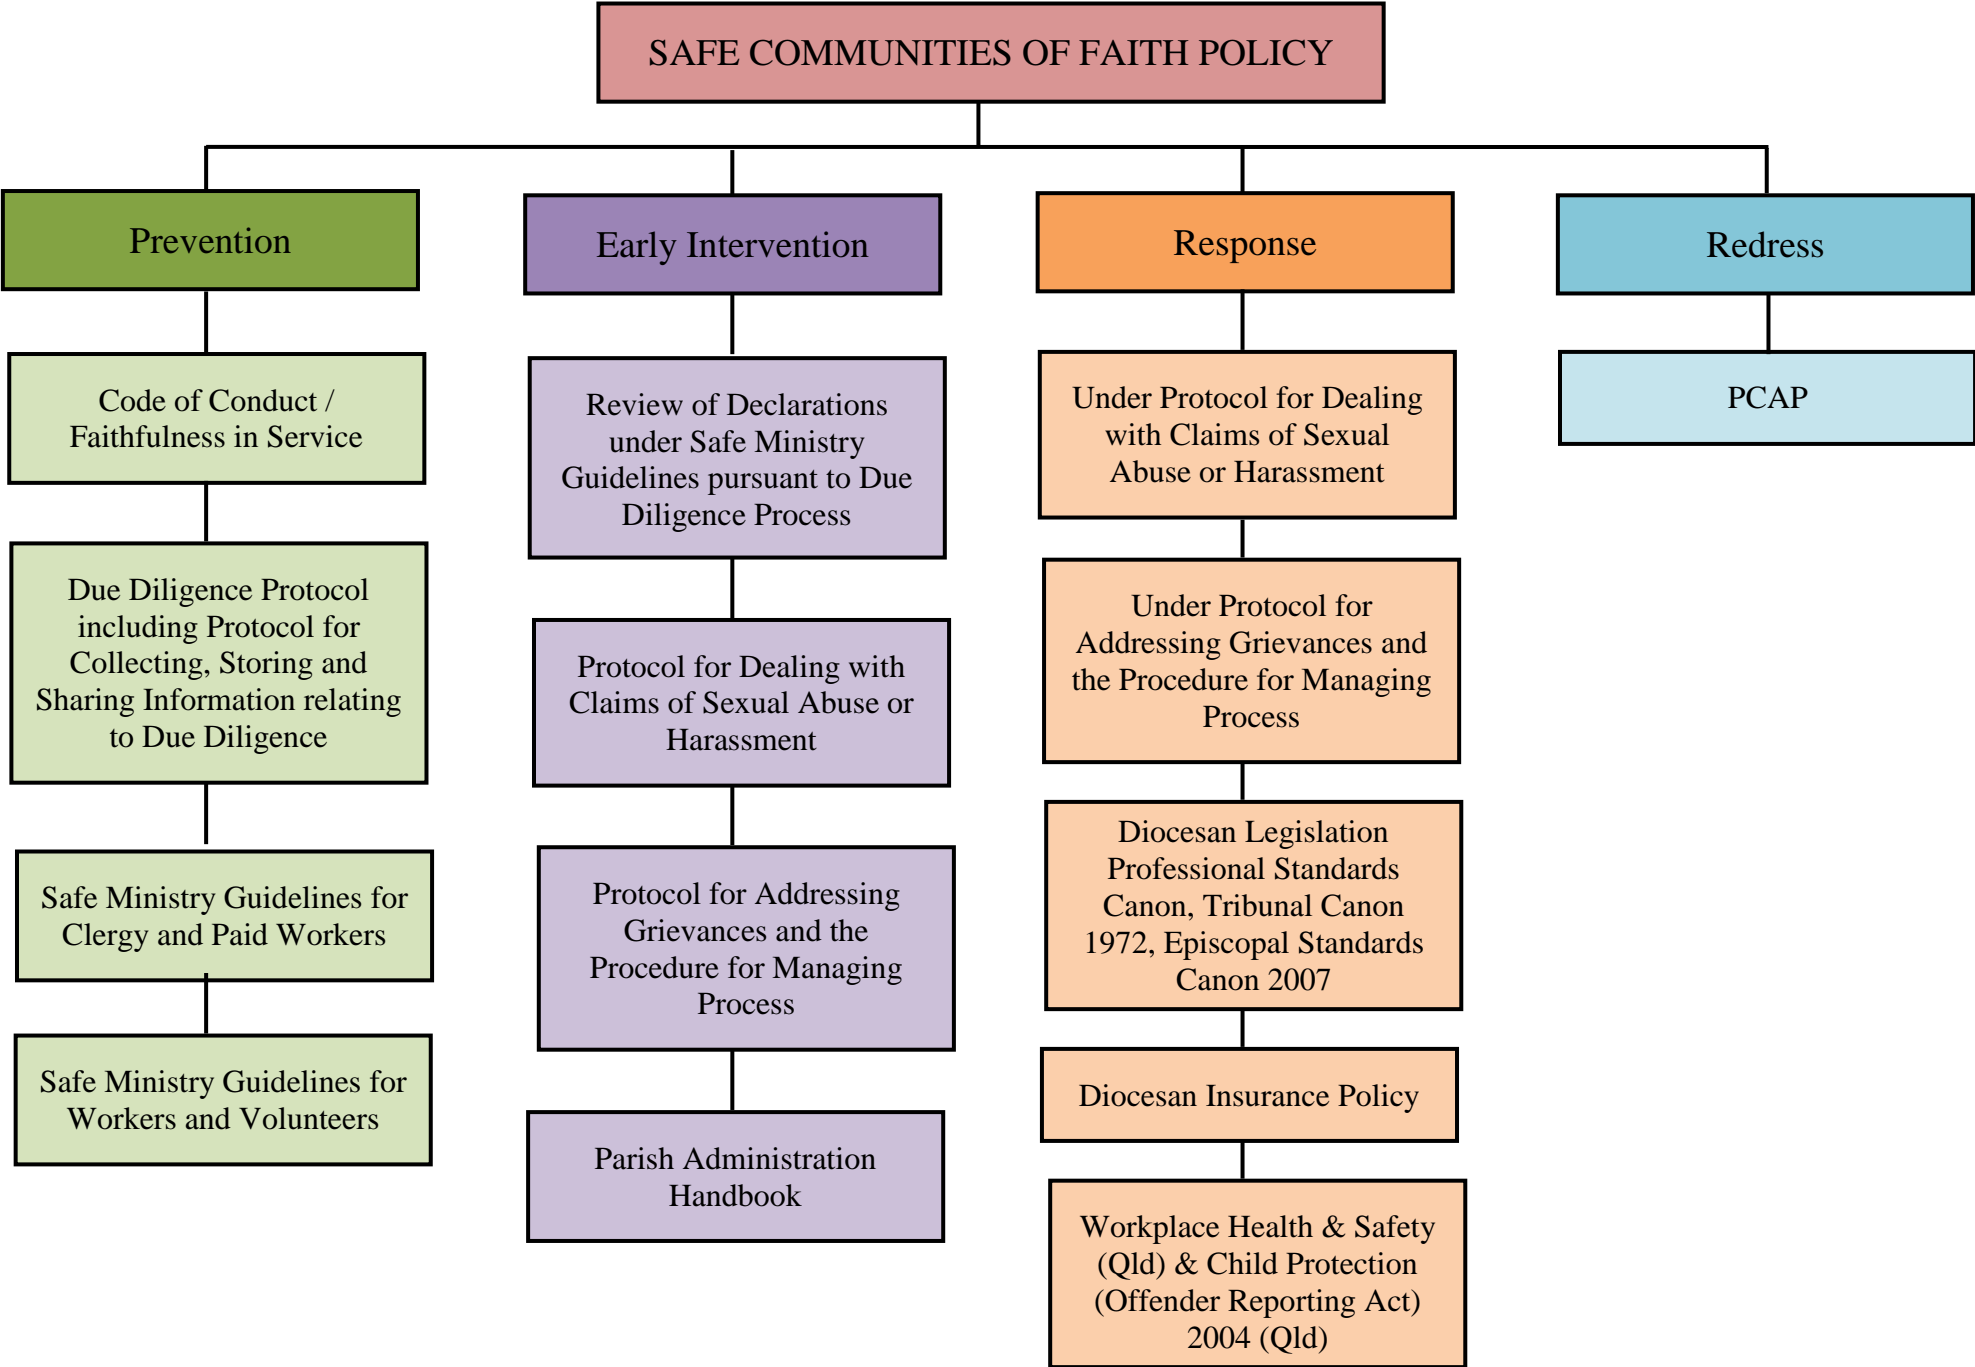 SAFE COMMUNITIES OF FAITH POLICY
Prevention
Code of Conduct /
Faithfulness in Service
Due Diligence Protocol
including Protocol for
Collecting, Storing and
Sharing Information relating
to Due Diligence
Safe Ministry Guidelines for
Clergy and Paid Workers
Safe Ministry Guidelines for
Workers and Volunteers
Early Intervention
Review of Declarations
under Safe Ministry
Guidelines pursuant to Due
Diligence Process
Protocol for Dealing with
Claims of Sexual Abuse or
Harassment
Protocol for Addressing
Grievances and the
Procedure for Managing
Process
Parish Administration
Handbook
Response
Under Protocol for Dealing
with Claims of Sexual
Abuse or Harassment
Under Protocol for
Addressing Grievances and
the Procedure for Managing
Process
Diocesan Legislation
Professional Standards
Canon, Tribunal Canon
1972, Episcopal Standards
Canon 2007
Diocesan Insurance Policy
Workplace Health & Safety
(Qld) & Child Protection
(Offender Reporting Act)
2004 (Qld)
Redress
PCAP